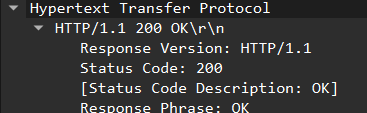 Hypertext Transfer Protocol
HTTP/1.1 200 OK\r\n
Response Version: HTTP/1.1
Status Code: 200
[Status Code Description: OK]
Response Phrase: OK